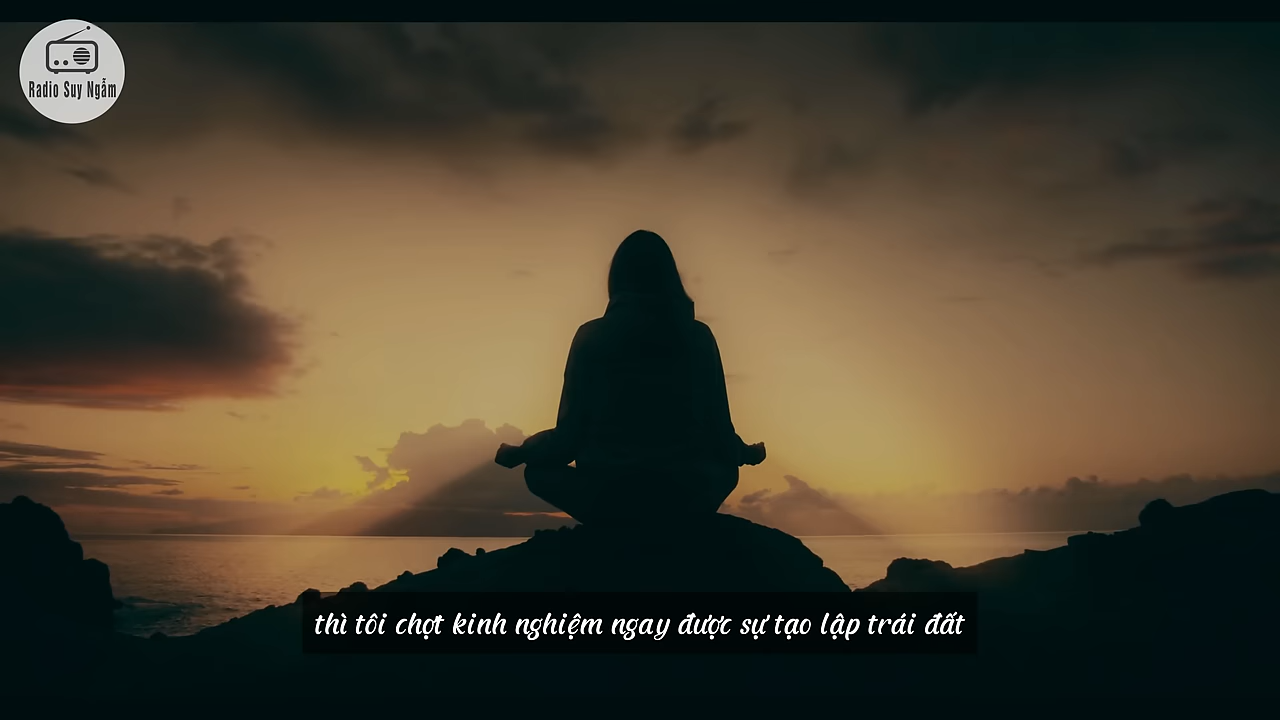 Radio Suy Ngẫm
thì tôi chợt kinh nghiệm ngay được sự tạo lập trái đất